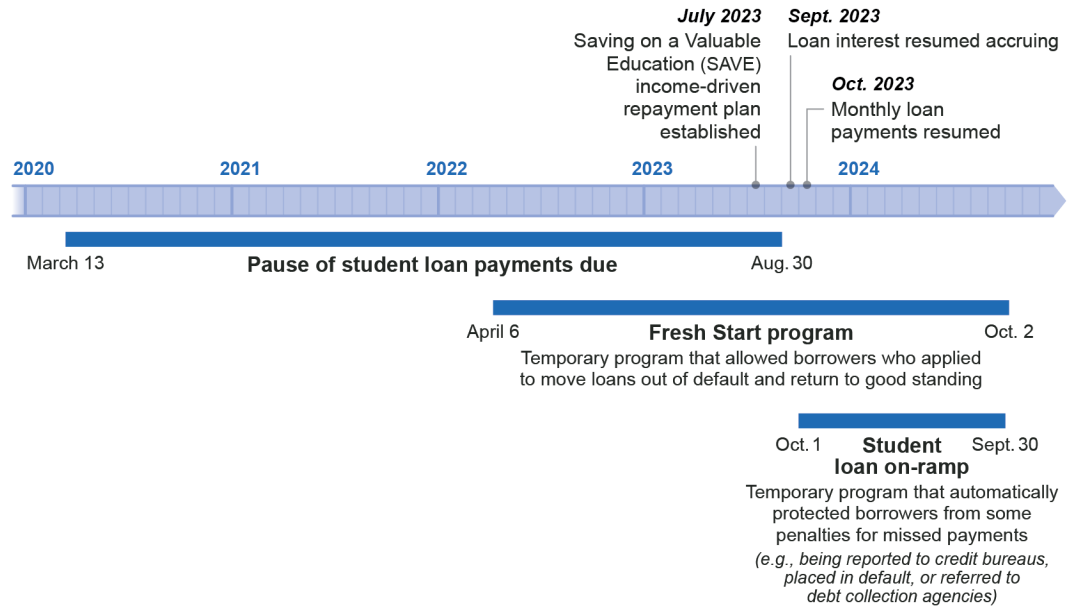 July 2023
Saving on a Valuable
Education (SAVE)
income-driven
repayment plan
established
Sept. 2023
Loan interest resumed accruing
Oct. 2023
Monthly loan
payments resumed
2020
2021
2022
2023
2024
March 13
Pause of student loan payments due
Aug. 30
April 6
Fresh Start program
Oct. 2
Temporary program that allowed borrowers who applied
to move loans out of default and return to good standing
Oct. 1
Student
loan on-ramp
Sept. 30
Temporary program that automatically
protected borrowers from some
penalties for missed payments
(e.g., being reported to credit bureaus,
placed in default, or referred to
debt collection agencies)